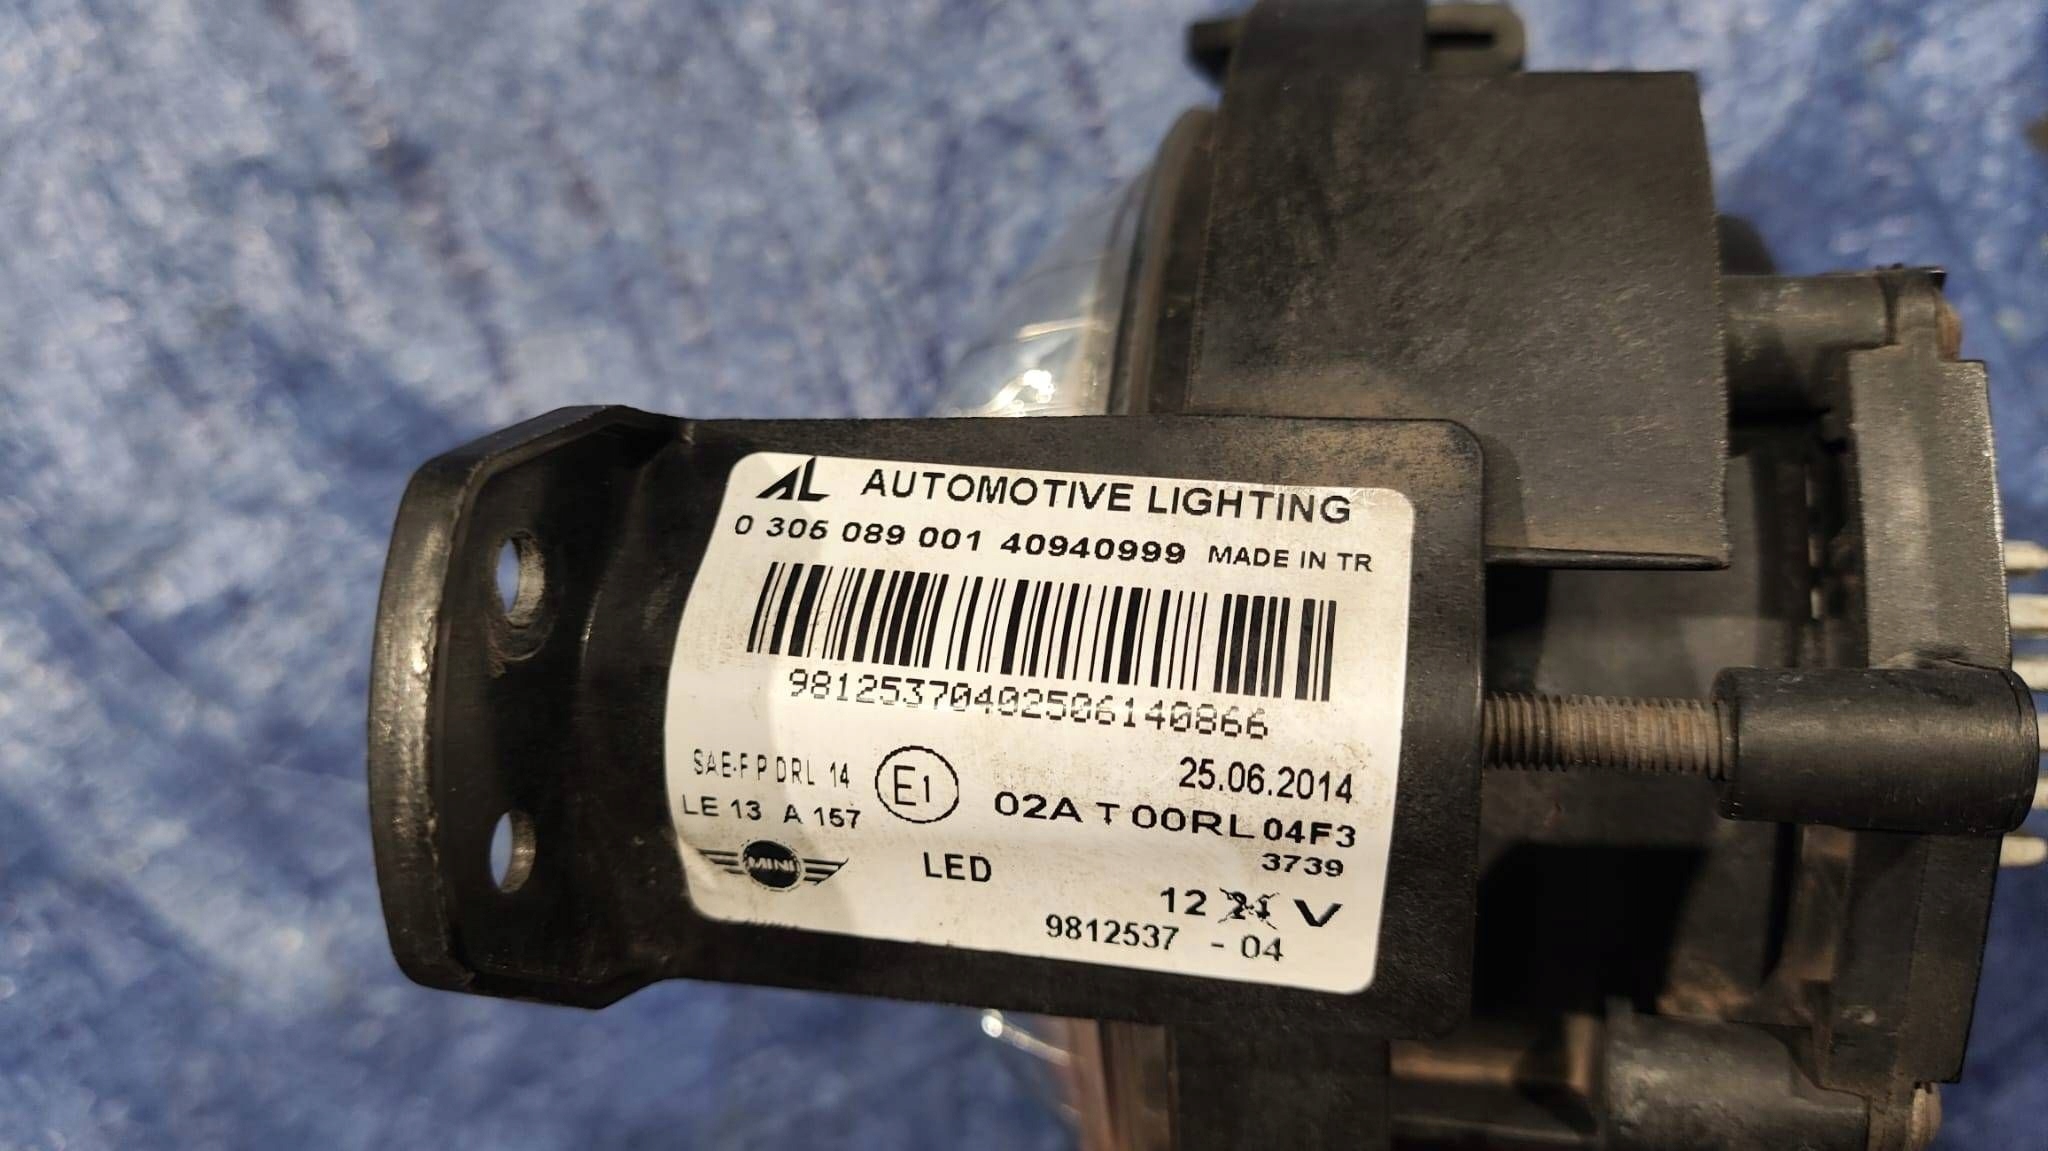 AL AUTOMOTIVE LIGHTING
0 305 089 001 40940999 MADE IN TR
98125370402506140866
SAE-F P DRL 14
LE 13 A 157
E1
25.06.2014
02A T 00RL 04F3
3739
MINI
LED
12 24 V
9812537 - 04